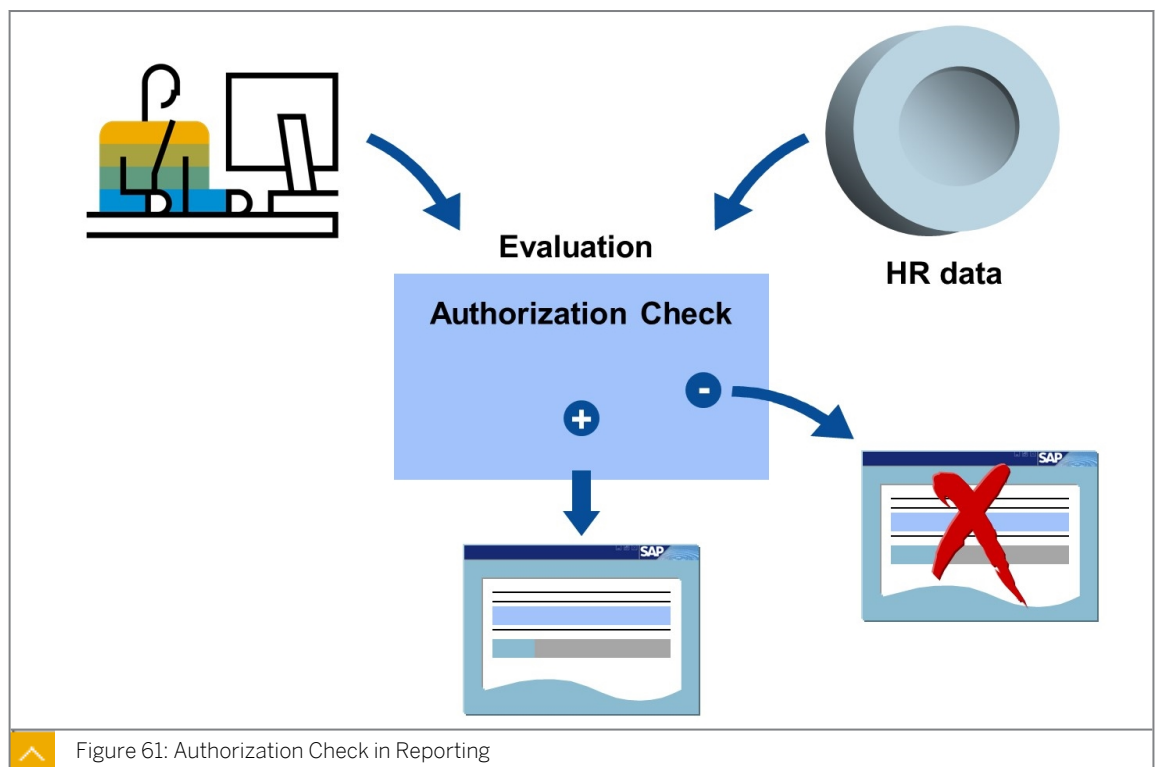 Evaluation
HR data
Authorization Check
-
+
SAP
SAP
Figure 61: Authorization Check in Reporting